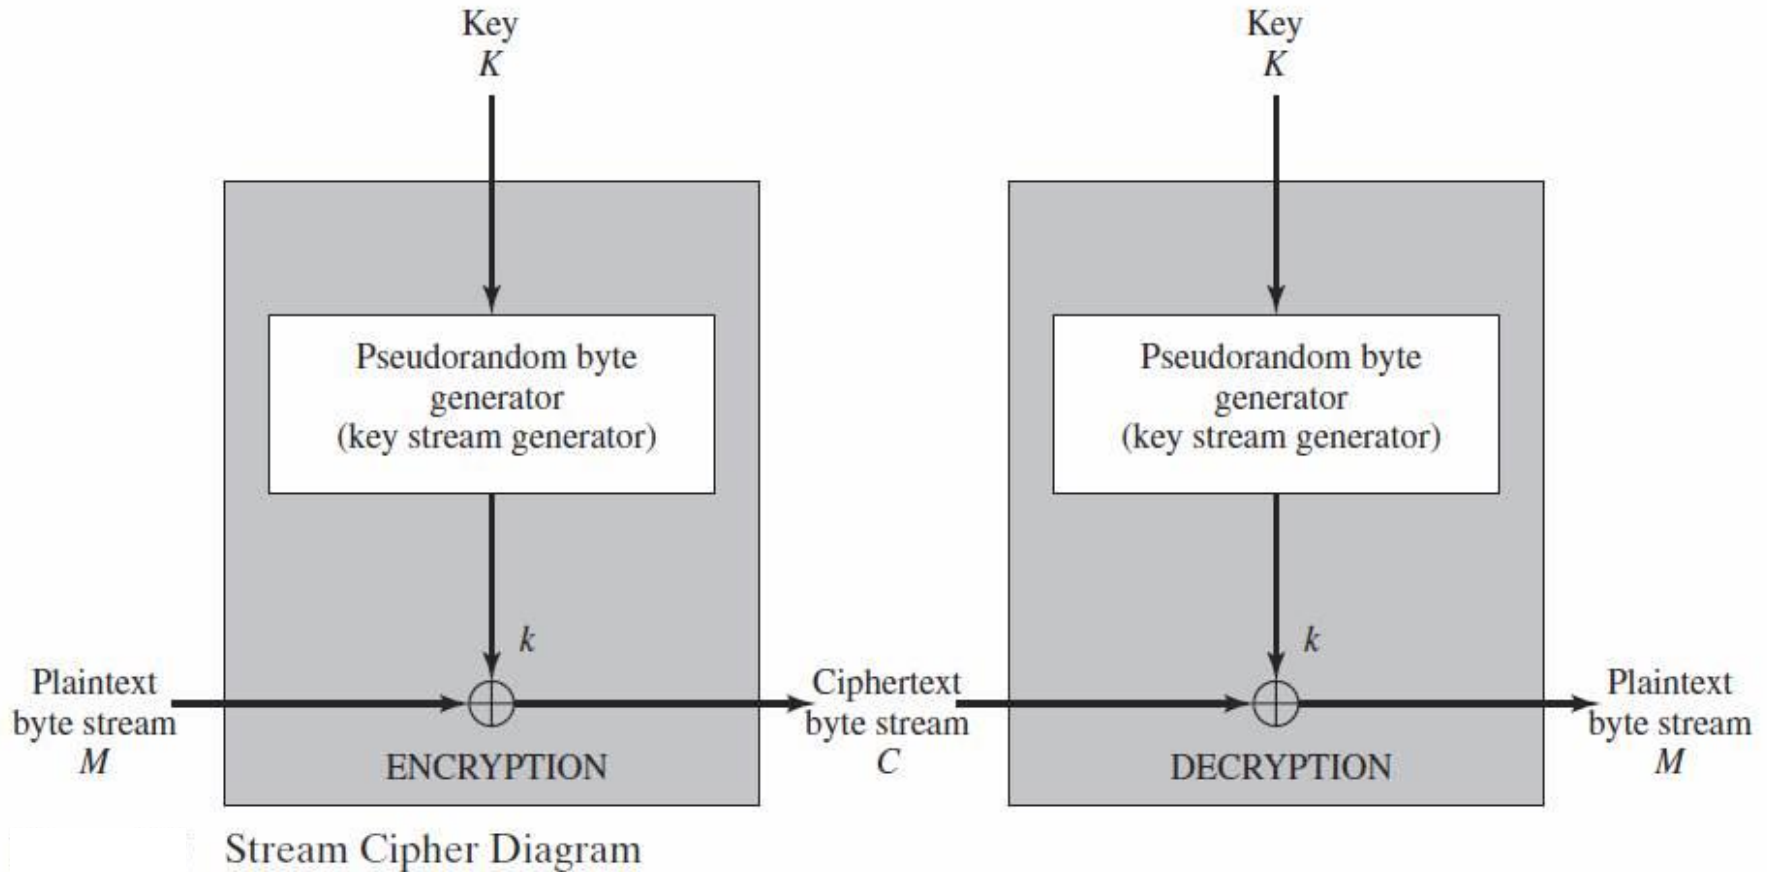 Key
K
Pseudorandom byte
generator
(key stream generator)
k
Plaintext
byte stream
M
ENCRYPTION
Ciphertext
byte stream
C
Key
K
Pseudorandom byte
generator
(key stream generator)
k
DECRYPTION
Plaintext
byte stream
M
Stream Cipher Diagram